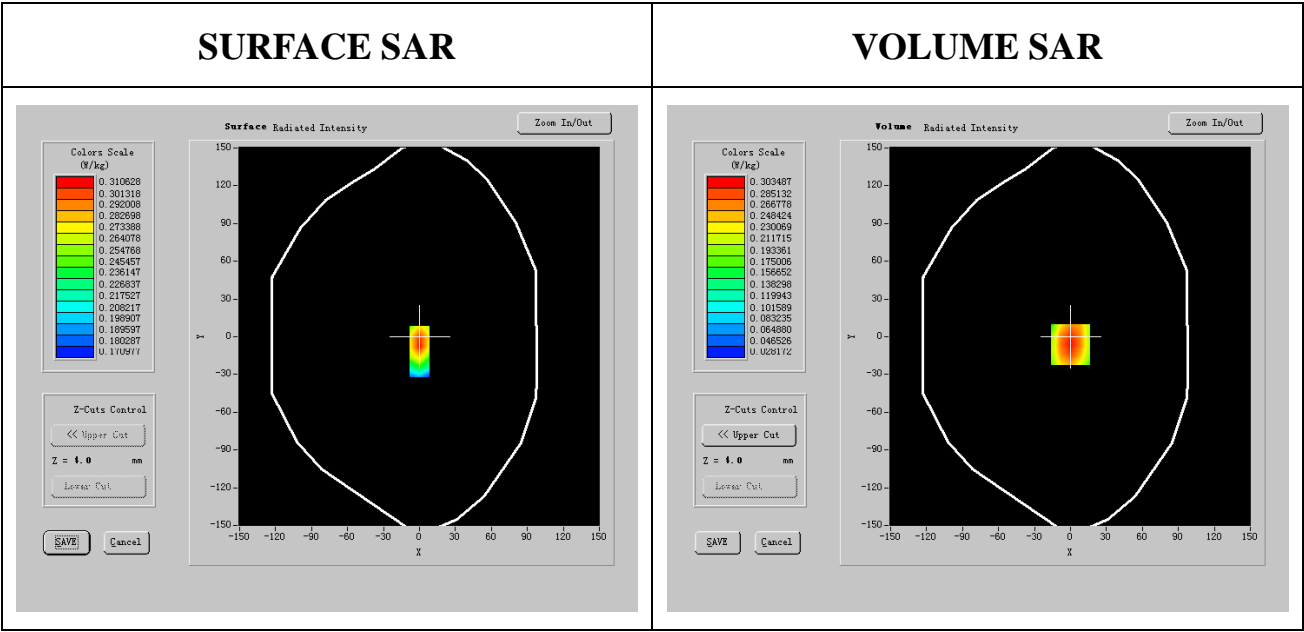 SURFACE SAR
VOLUME SAR
Surface Radiated Intensity
Zoom In/Out
Colors Scale
(W/kg)
0.310628
0.301318
0.292008
0.282698
0.273388
0.264078
0.254768
0.245457
0.236147
0.226837
0.217527
0.208217
0.198907
0.189597
0.180287
0.170977
Z-Cuts Control
<< Upper Cut
Z = 4.0 mm
Lower Cut
SAVE
Cancel
150
120
90
60
30
0
-30
-60
-90
-120
-150
Y
-150 -120 -90 -60 -30 0 30 60 90 120 150
X
Volume Radiated Intensity
Zoom In/Out
Colors Scale
(W/kg)
0.303487
0.285132
0.266778
0.248424
0.230069
0.211715
0.193361
0.175006
0.156652
0.138298
0.119943
0.101589
0.083235
0.064880
0.046526
0.028172
Z-Cuts Control
<< Upper Cut
Z = 4.0 mm
Lower Cut
SAVE
Cancel
150
120
90
60
30
0
-30
-60
-90
-120
-150
Y
-150 -120 -90 -60 -30 0 30 60 90 120 150
X